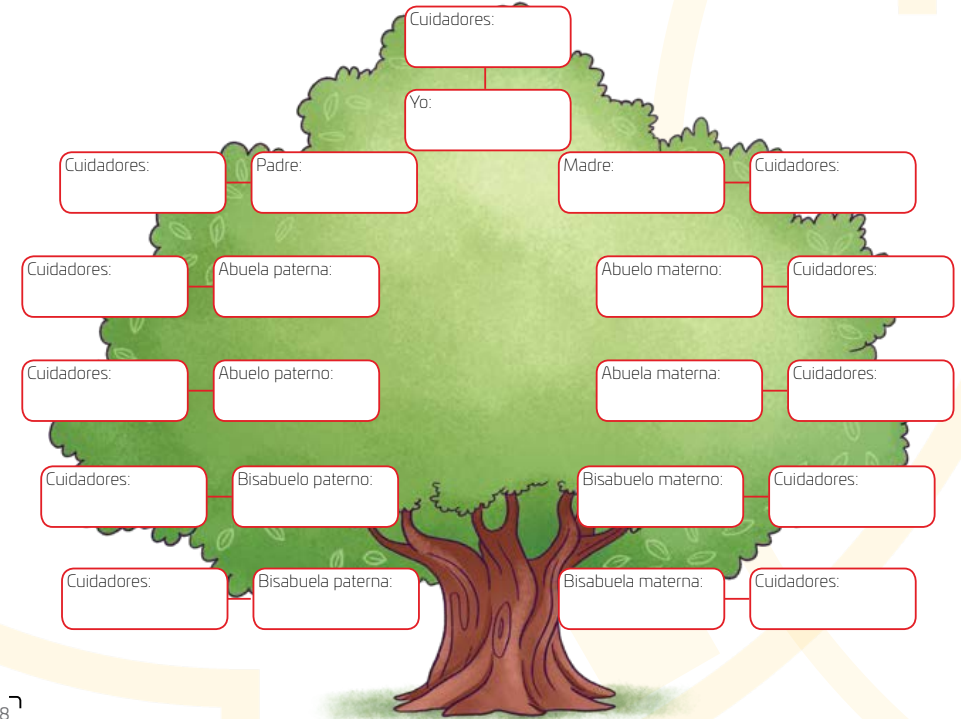 Cuidadores:
Yo:
Cuidadores:
Padre:
Madre:
Cuidadores:
Cuidadores:
Abuela paterna:
Abuelo materno:
Cuidadores:
Cuidadores:
Abuelo paterno:
Abuela materna:
Cuidadores:
Cuidadores:
Bisabuelo paterno:
Bisabuelo materno:
Cuidadores:
Cuidadores:
Bisabuela paterna:
Bisabuela materna:
Cuidadores:
8